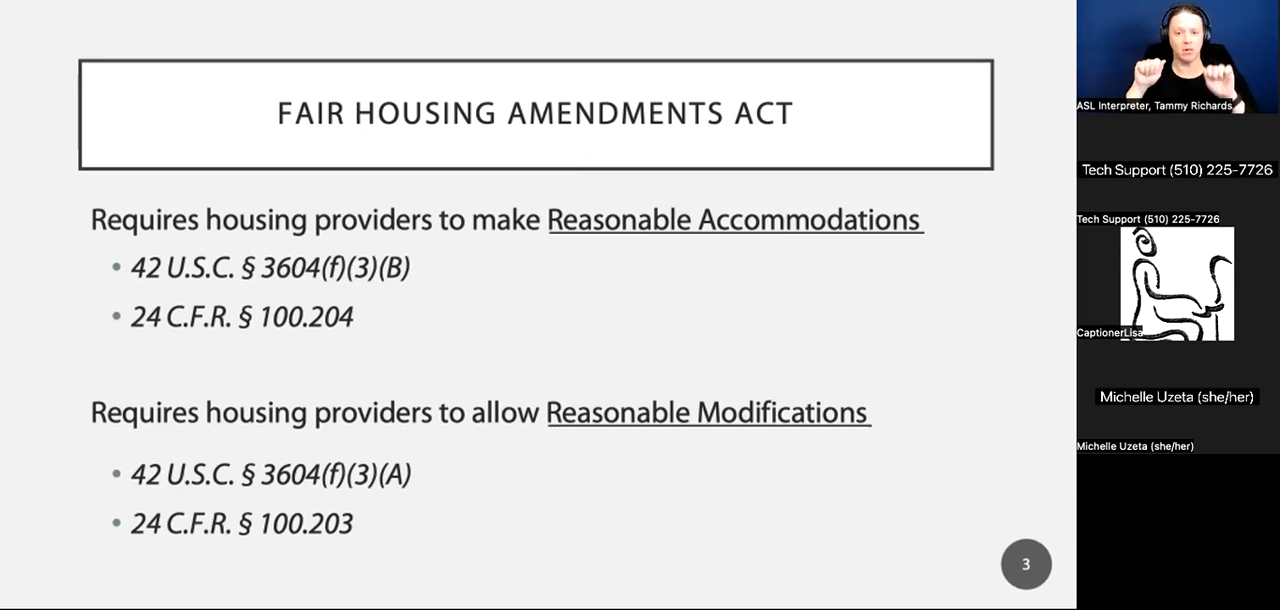 FAIR HOUSING AMENDMENTS ACT
Requires housing providers to make Reasonable Accommodations
• 42 U.S.C. § 3604(f)(3)(B)
• 24 C.F.R. § 100.204
Requires housing providers to allow Reasonable Modifications
• 42 U.S.C. § 3604(f)(3)(A)
• 24 C.F.R. § 100.203
3
ASL Interpreter, Tammy Richards
Tech Support (510) 225-7726
Tech Support (510) 225-7726
CaptionerLisa
Michelle Uzeta (she/her)
Michelle Uzeta (she/her)